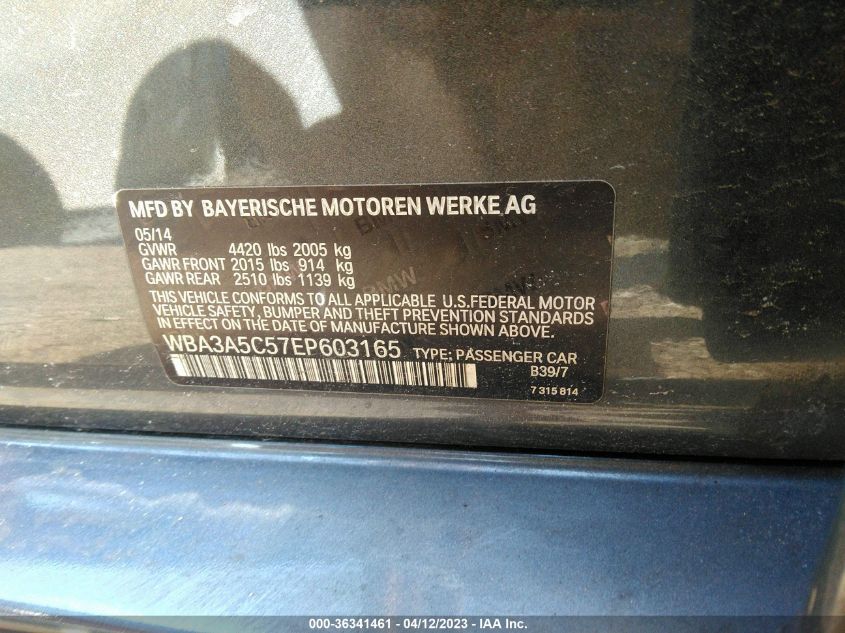 MFD BY BAYERISCHE MOTOREN WERKE AG
05/14
GVWR 4420 lbs 2005 kg
GAWR FRONT 2015 lbs 914 kg
GAWR REAR 2510 lbs 1139 kg
THIS VEHICLE CONFORMS TO ALL APPLICABLE U.S.FEDERAL MOTOR
VEHICLE SAFETY, BUMPER AND THEFT PREVENTION STANDARDS
IN EFFECT ON THE DATE OF MANUFACTURE SHOWN ABOVE.
WBA3A5C57EP603165 TYPE: PASSENGER CAR
B39/7
7 315 814
000-36341461 - 04/12/2023 - IAA Inc.